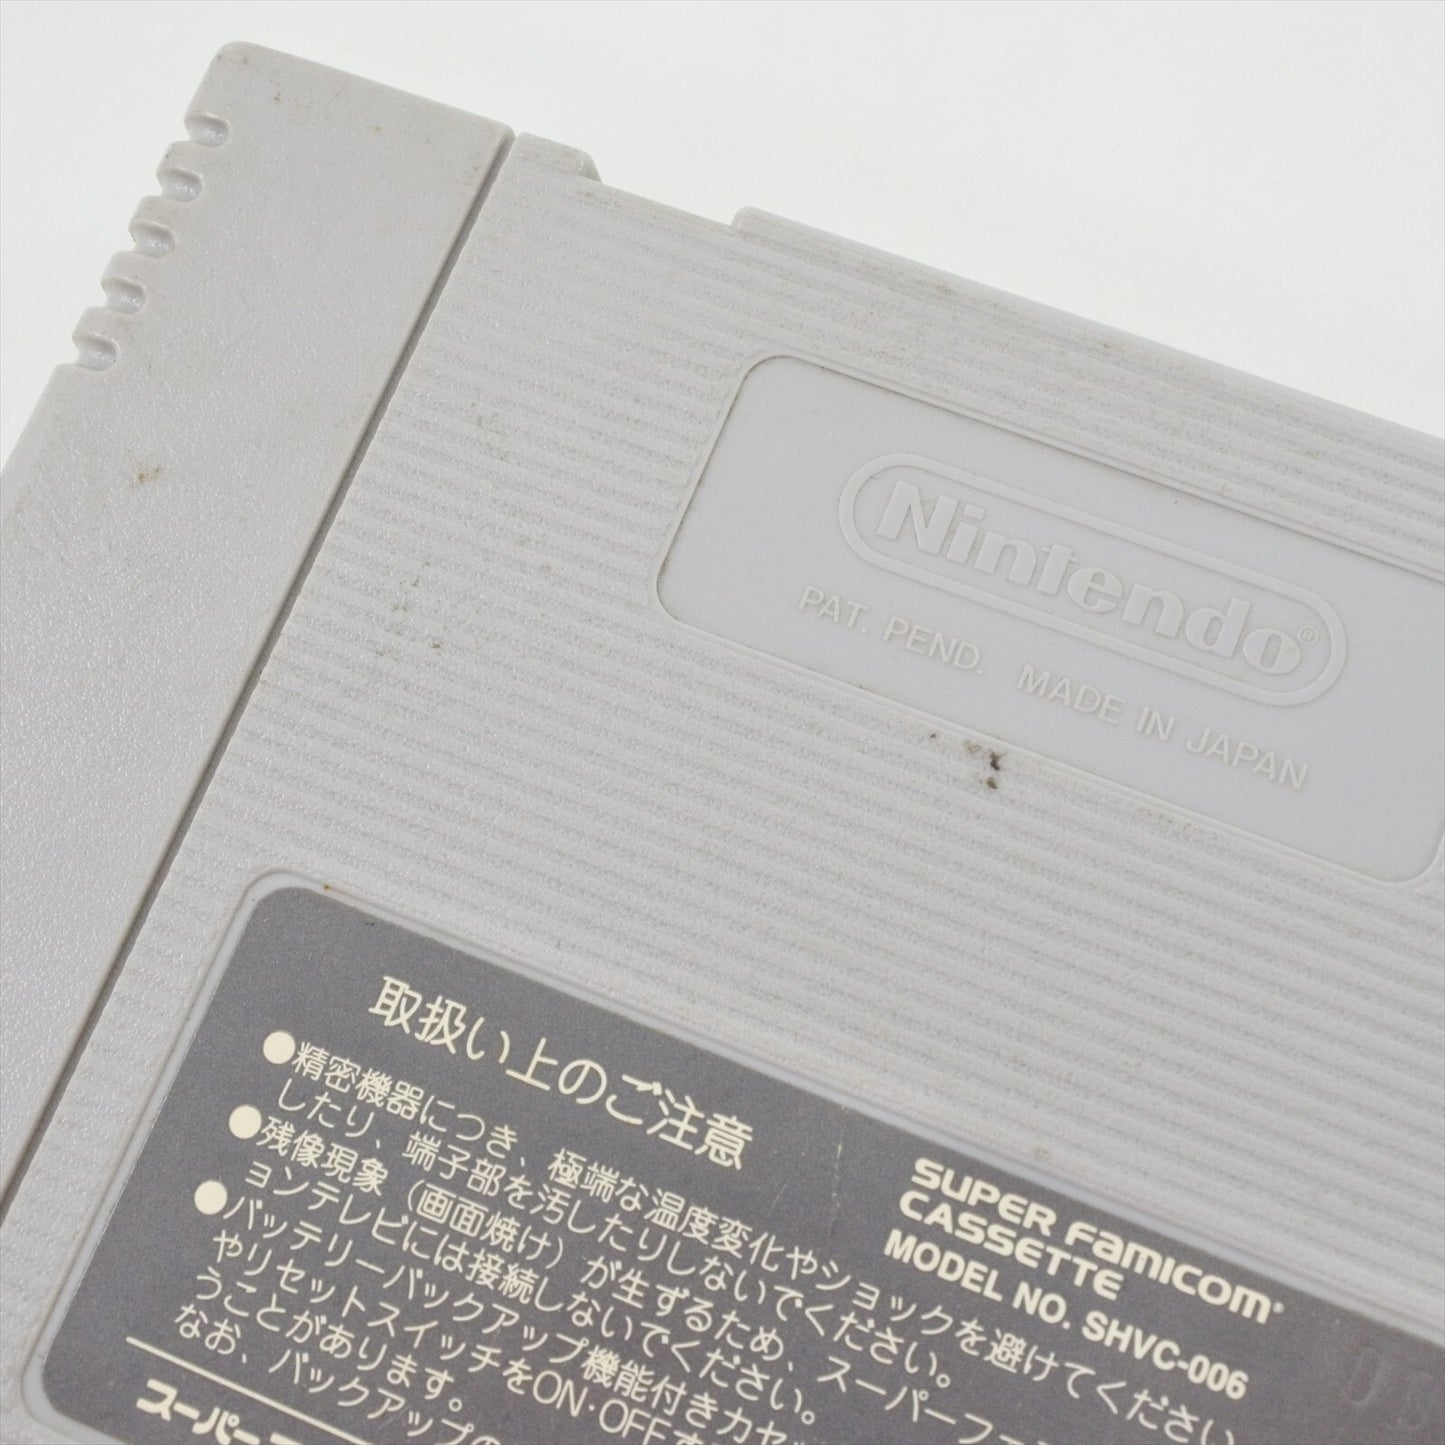 Nintendo®
PAT. PEND. MADE IN JAPAN
取扱い上のご注意
SUPER FAMICOM
CASSETTE
MODEL NO. SHVC-006
●精密機器につき、極端な温度変化やショックを避けてください。
したり、端子部を汚したりしないでください。
●残像現象（画面焼け）が生ずるため、スーパーファ
ョンテレビには接続しないでください。
●バッテリーバックアップ機能付きカセ
やリセットスイッチをON・OFFす
うことがあります。
なお、バックアップの
スーパー